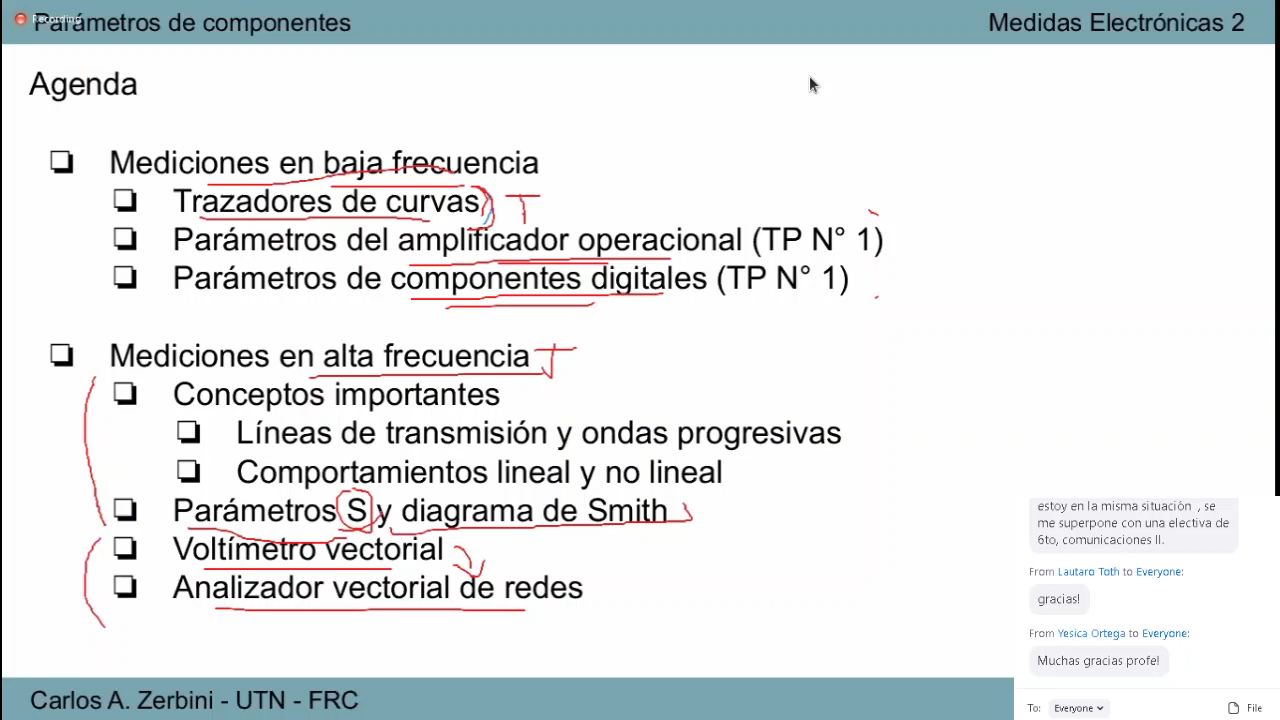 Recording
Parámetros de componentes
Medidas Electrónicas 2
Agenda
Mediciones en baja frecuencia
Trazadores de curvas
T
Parámetros del amplificador operacional (TP N° 1)
Parámetros de componentes digitales (TP N° 1)
Mediciones en alta frecuencia
Conceptos importantes
Líneas de transmisión y ondas progresivas
Comportamientos lineal y no lineal
Parámetros S y diagrama de Smith
Voltímetro vectorial
Analizador vectorial de redes
Carlos A. Zerbini - UTN - FRC
estoy en la misma situación , se
me superpone con una electiva de
6to, comunicaciones II.
From Lautaro Toth to Everyone:
gracias!
From Yesica Ortega to Everyone:
Muchas gracias profe!
To: Everyone
File